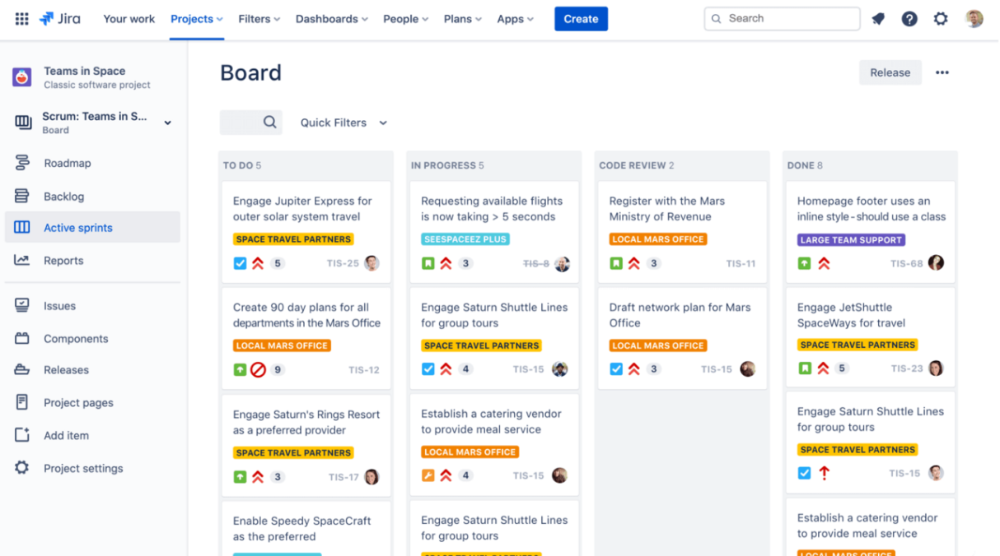 Jira
Your work
Projects
Filters
Dashboards
People
Plans
Apps
Create
Search
Teams in Space
Classic software project
Scrum: Teams in S...
Board
Roadmap
Backlog
Active sprints
Reports
Issues
Components
Releases
Project pages
Add item
Project settings
Board
Release
Quick Filters
TO DO 5
Engage Jupiter Express for
outer solar system travel
SPACE TRAVEL PARTNERS
5
TIS-25
Create 90 day plans for all
departments in the Mars Office
LOCAL MARS OFFICE
9
TIS-12
Engage Saturn's Rings Resort
as a preferred provider
SPACE TRAVEL PARTNERS
3
TIS-17
Enable Speedy SpaceCraft
as the preferred
IN PROGRESS 5
Requesting available flights
is now taking > 5 seconds
SEESPACEEZ PLUS
3
TIS-8
Engage Saturn Shuttle Lines
for group tours
SPACE TRAVEL PARTNERS
4
TIS-15
Establish a catering vendor
to provide meal service
LOCAL MARS OFFICE
4
TIS-15
Engage Saturn Shuttle Lines
for group tours
SPACE TRAVEL PARTNERS
CODE REVIEW 2
Register with the Mars
Ministry of Revenue
LOCAL MARS OFFICE
3
TIS-11
Draft network plan for Mars
Office
LOCAL MARS OFFICE
3
TIS-15
DONE 8
Homepage footer uses an
inline style-should use a class
LARGE TEAM SUPPORT
TIS-68
Engage JetShuttle
SpaceWays for travel
SPACE TRAVEL PARTNERS
5
TIS-23
Engage Saturn Shuttle Lines
for group tours
SPACE TRAVEL PARTNERS
TIS-15
Establish a catering vendor
to provide meal service
LOCAL MARS OFFICE